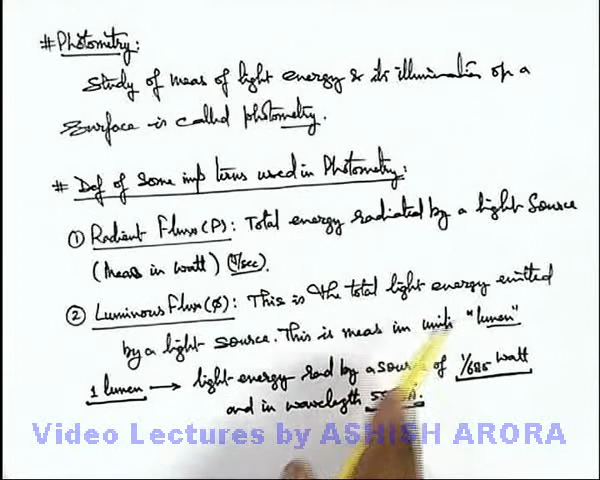 # Photometry:
Study of meas of light energy & its illumination of a
surface is called photometry.
# Def of some imp terms used in Photometry:
① Radient Flux (P): Total energy radiated by a light source
(meas in watt) (J/sec).
② Luminous Flux (ϕ): This is the total light energy emitted
by a light source. This is meas in units "lumen"
1 lumen → light energy rad by a source of 1/685 watt
and in wavelegth
Video Lectures by ASHISH ARORA